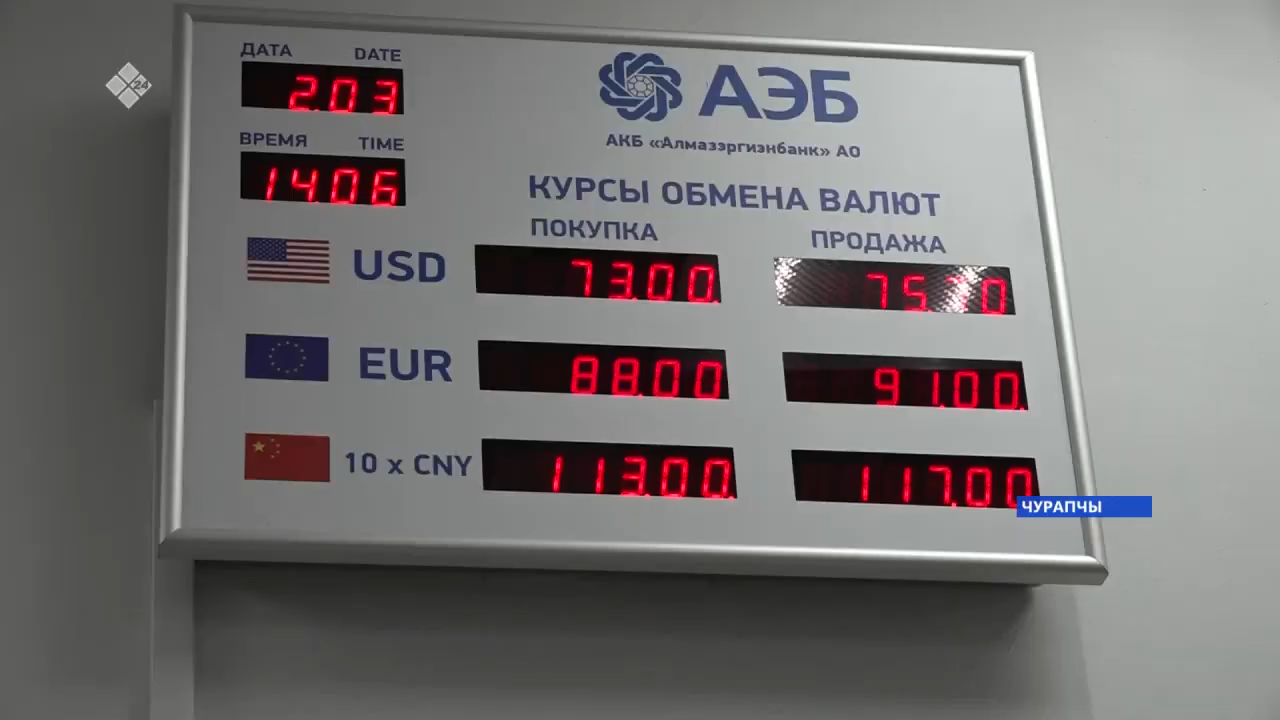 24
ДАТА DATE
2.03
ВРЕМЯ TIME
14.06
АЭБ
АКБ «Алмазэргиэнбанк» АО
КУРСЫ ОБМЕНА ВАЛЮТ
ПОКУПКА ПРОДАЖА
USD 73.00
EUR 88.00 91.00
10 x CNY 113.00 117.00
ЧУРАПЧЫ